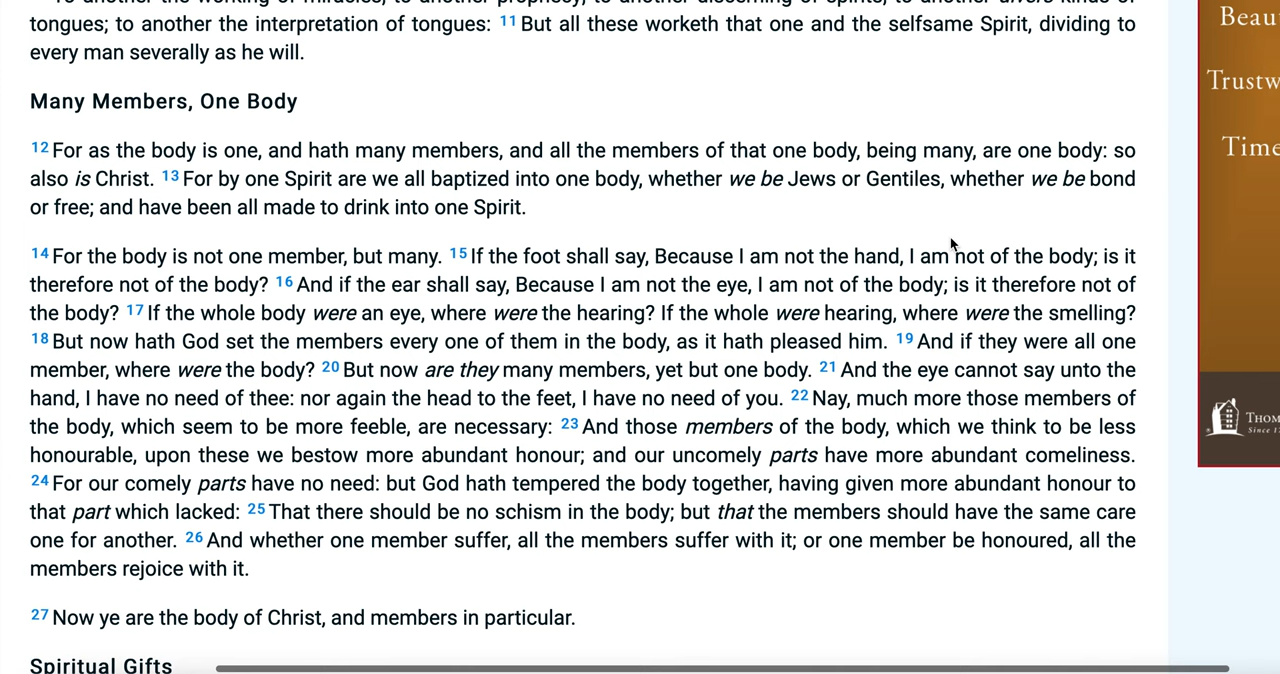 tongues; to another the interpretation of tongues: 11 But all these worketh that one and the selfsame Spirit, dividing to
every man severally as he will.
Many Members, One Body
12 For as the body is one, and hath many members, and all the members of that one body, being many, are one body: so
also is Christ. 13 For by one Spirit are we all baptized into one body, whether we be Jews or Gentiles, whether we be bond
or free; and have been all made to drink into one Spirit.
14 For the body is not one member, but many. 15 If the foot shall say, Because I am not the hand, I am not of the body; is it
therefore not of the body? 16 And if the ear shall say, Because I am not the eye, I am not of the body; is it therefore not of
the body? 17 If the whole body were an eye, where were the hearing? If the whole were hearing, where were the smelling?
18 But now hath God set the members every one of them in the body, as it hath pleased him. 19 And if they were all one
member, where were the body? 20 But now are they many members, yet but one body. 21 And the eye cannot say unto the
hand, I have no need of thee: nor again the head to the feet, I have no need of you. 22 Nay, much more those members of
the body, which seem to be more feeble, are necessary: 23 And those members of the body, which we think to be less
honourable, upon these we bestow more abundant honour; and our uncomely parts have more abundant comeliness.
24 For our comely parts have no need: but God hath tempered the body together, having given more abundant honour to
that part which lacked: 25 That there should be no schism in the body; but that the members should have the same care
one for another. 26 And whether one member suffer, all the members suffer with it; or one member be honoured, all the
members rejoice with it.
27 Now ye are the body of Christ, and members in particular.
Spiritual Gifts
Beau
Trustw
Time
Thom
Since 17